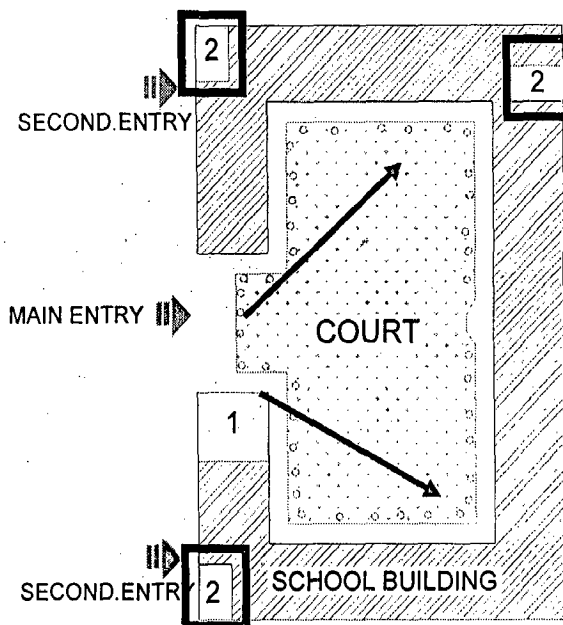 2
2
SECOND.ENTRY
MAIN ENTRY
COURT
1
SECOND.ENTRY
2
SCHOOL BUILDING